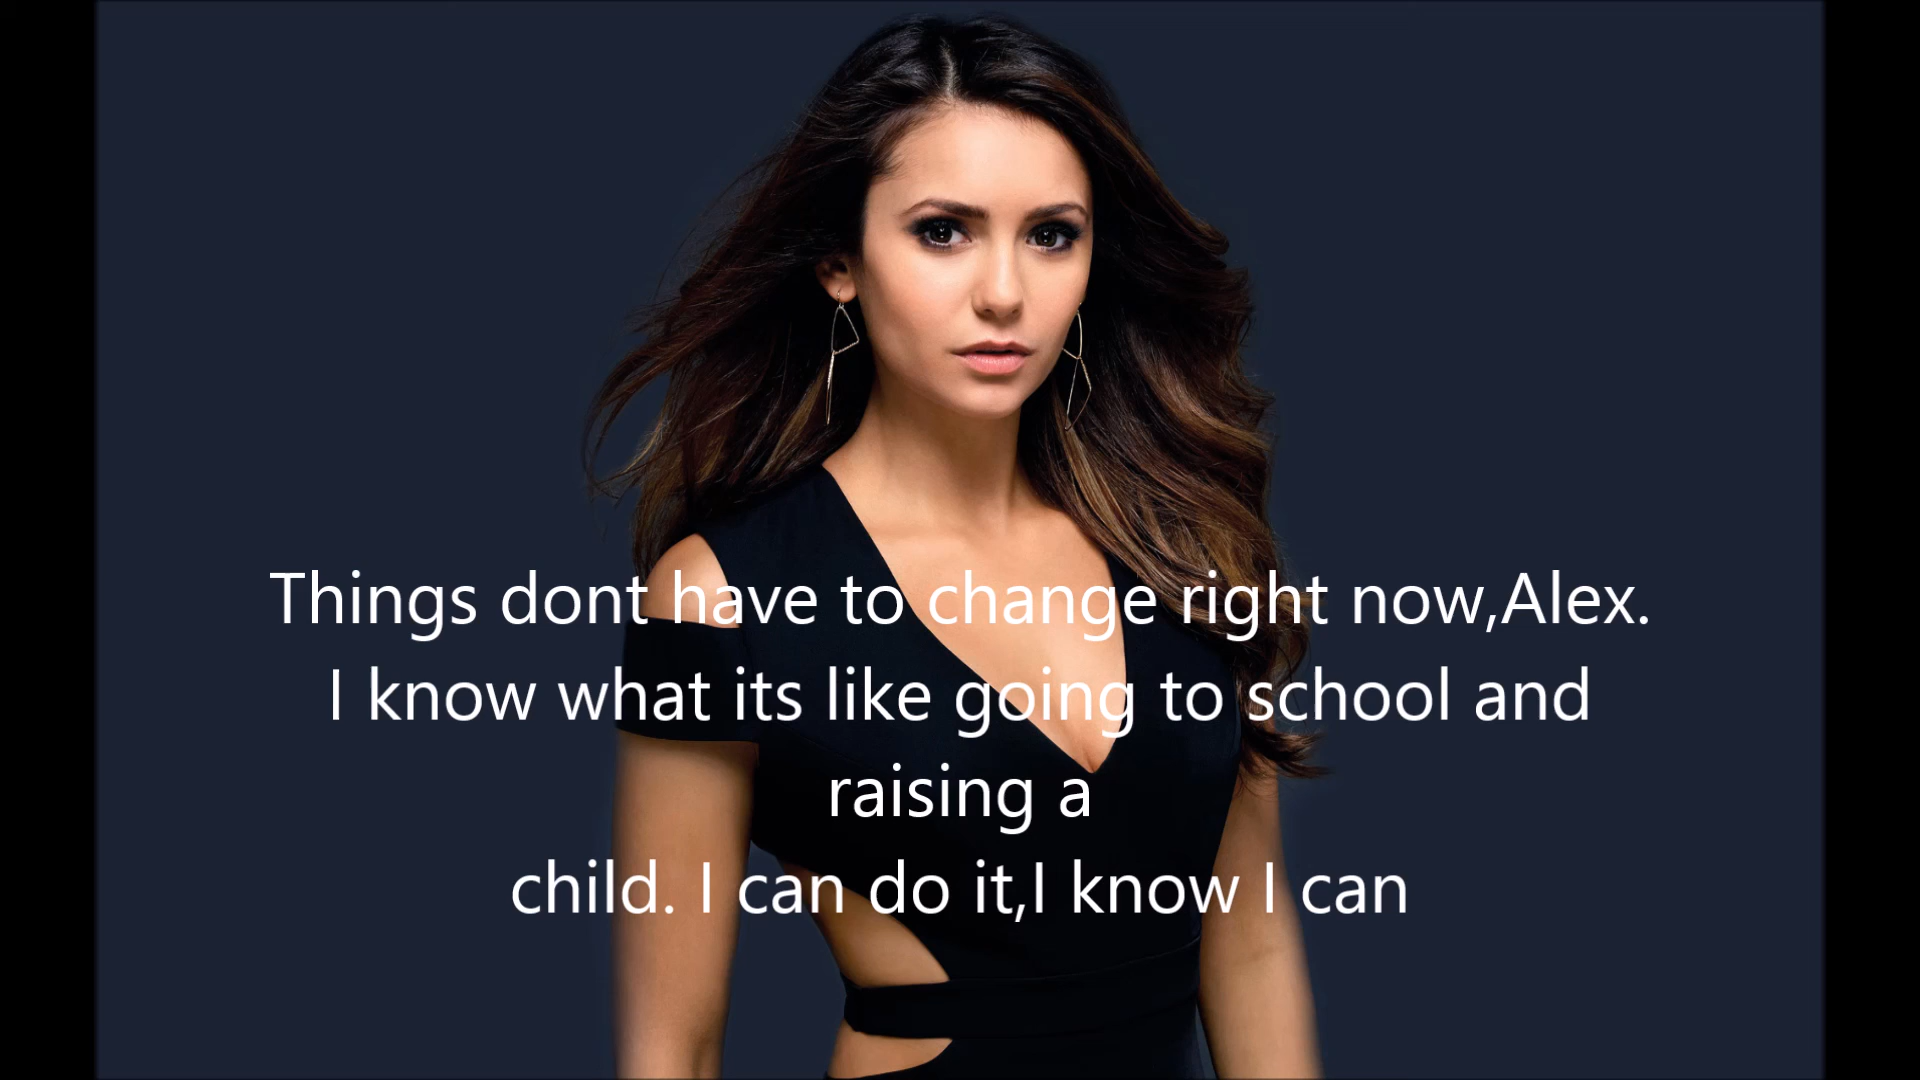 Things dont have to change right now,Alex.
I know what its like going to school and
raising a
child. I can do it,I know I can